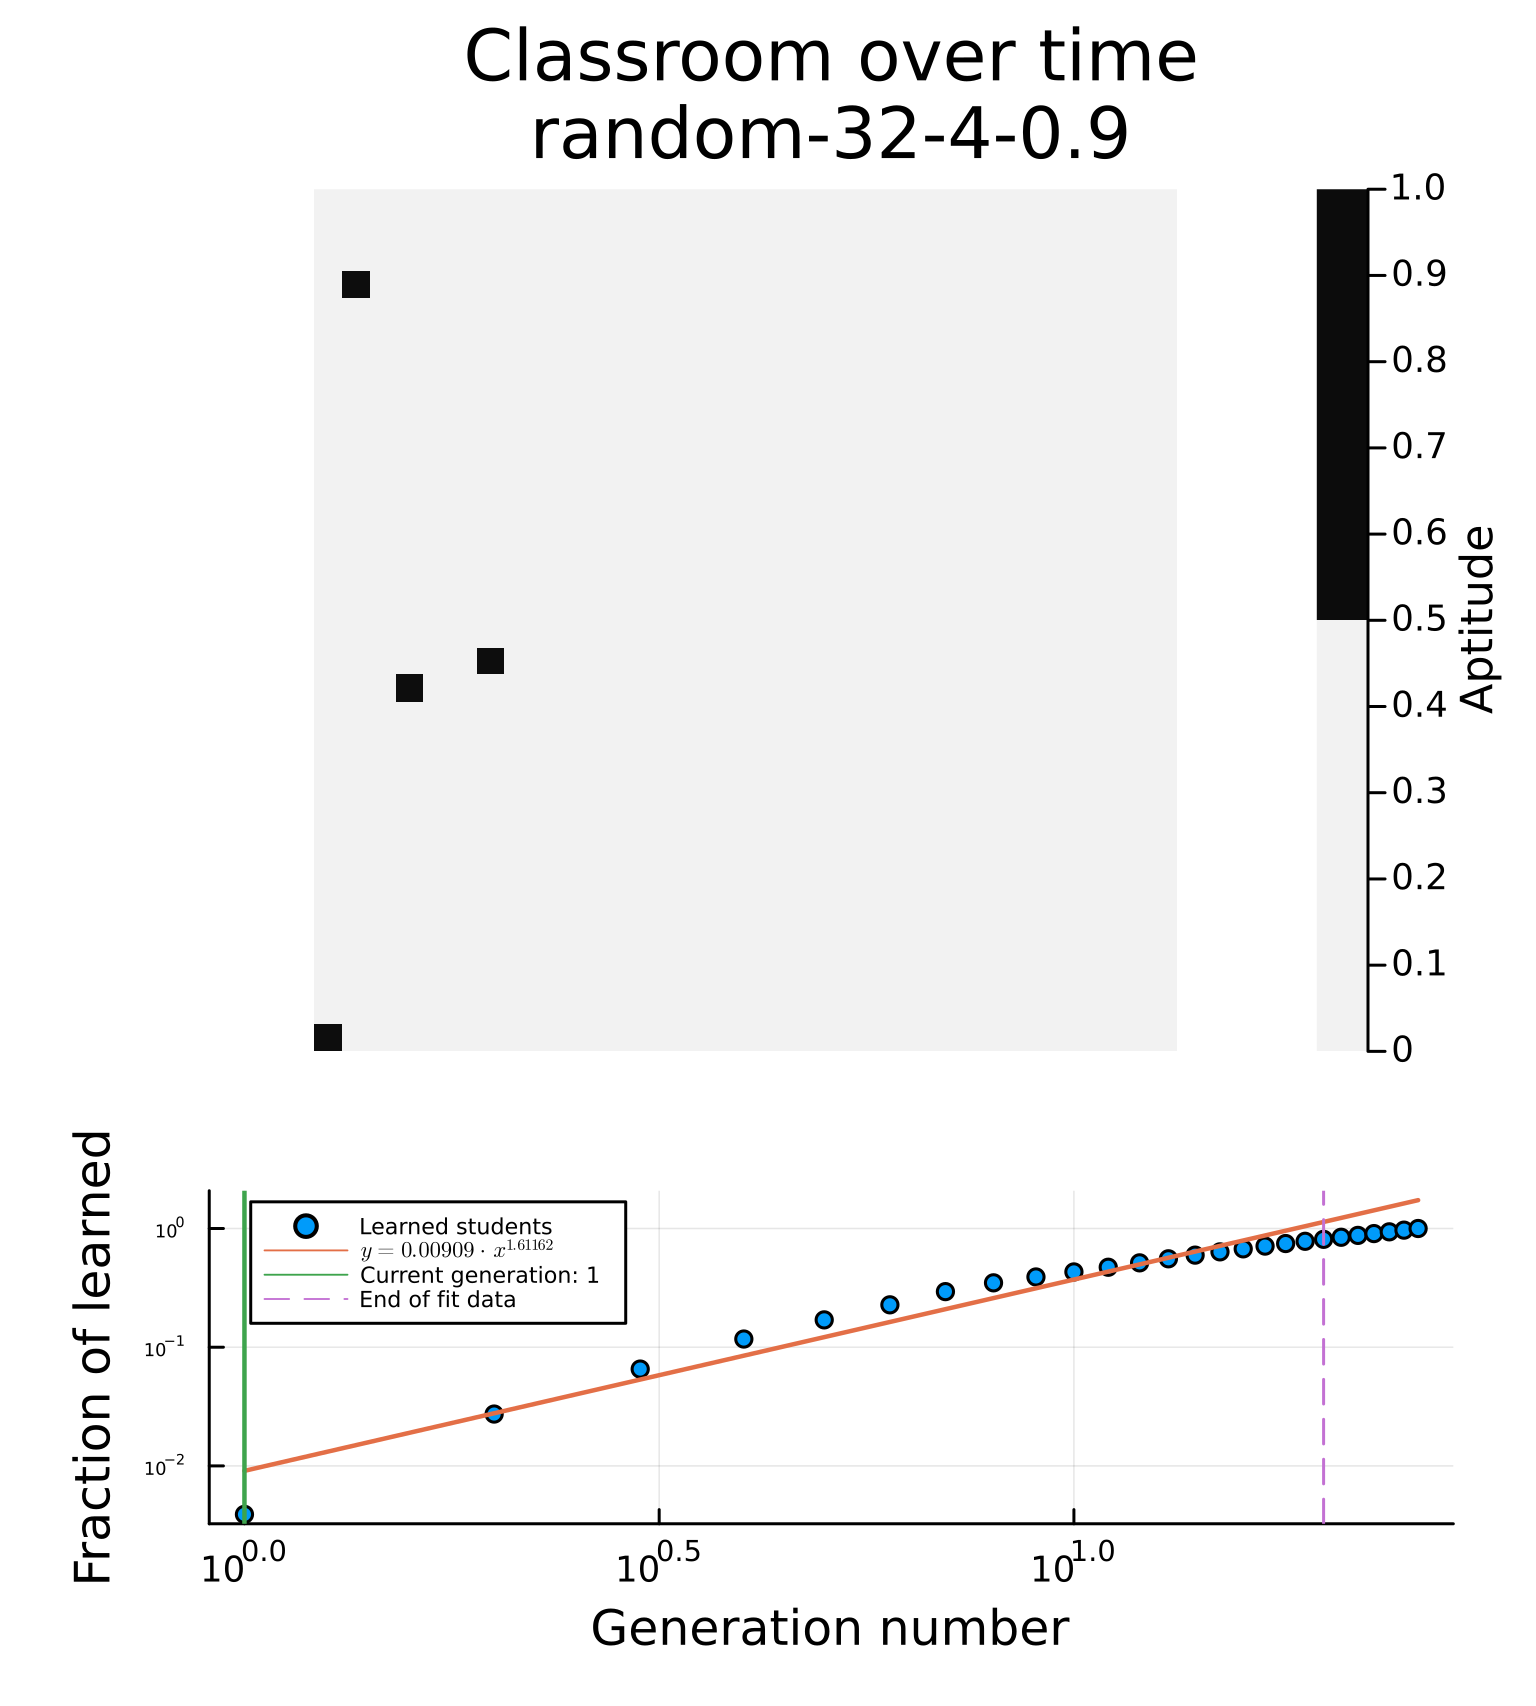 Classroom over time
random-32-4-0.9
1.0
0.9
0.8
0.7
0.6
0.5
0.4
0.3
0.2
0.1
0
Aptitude
Fraction of learned
10^0
10^-1
10^-2
Learned students
y = 0.00909 · x^1.61162
Current generation: 1
End of fit data
10^0.0
10^0.5
10^1.0
Generation number